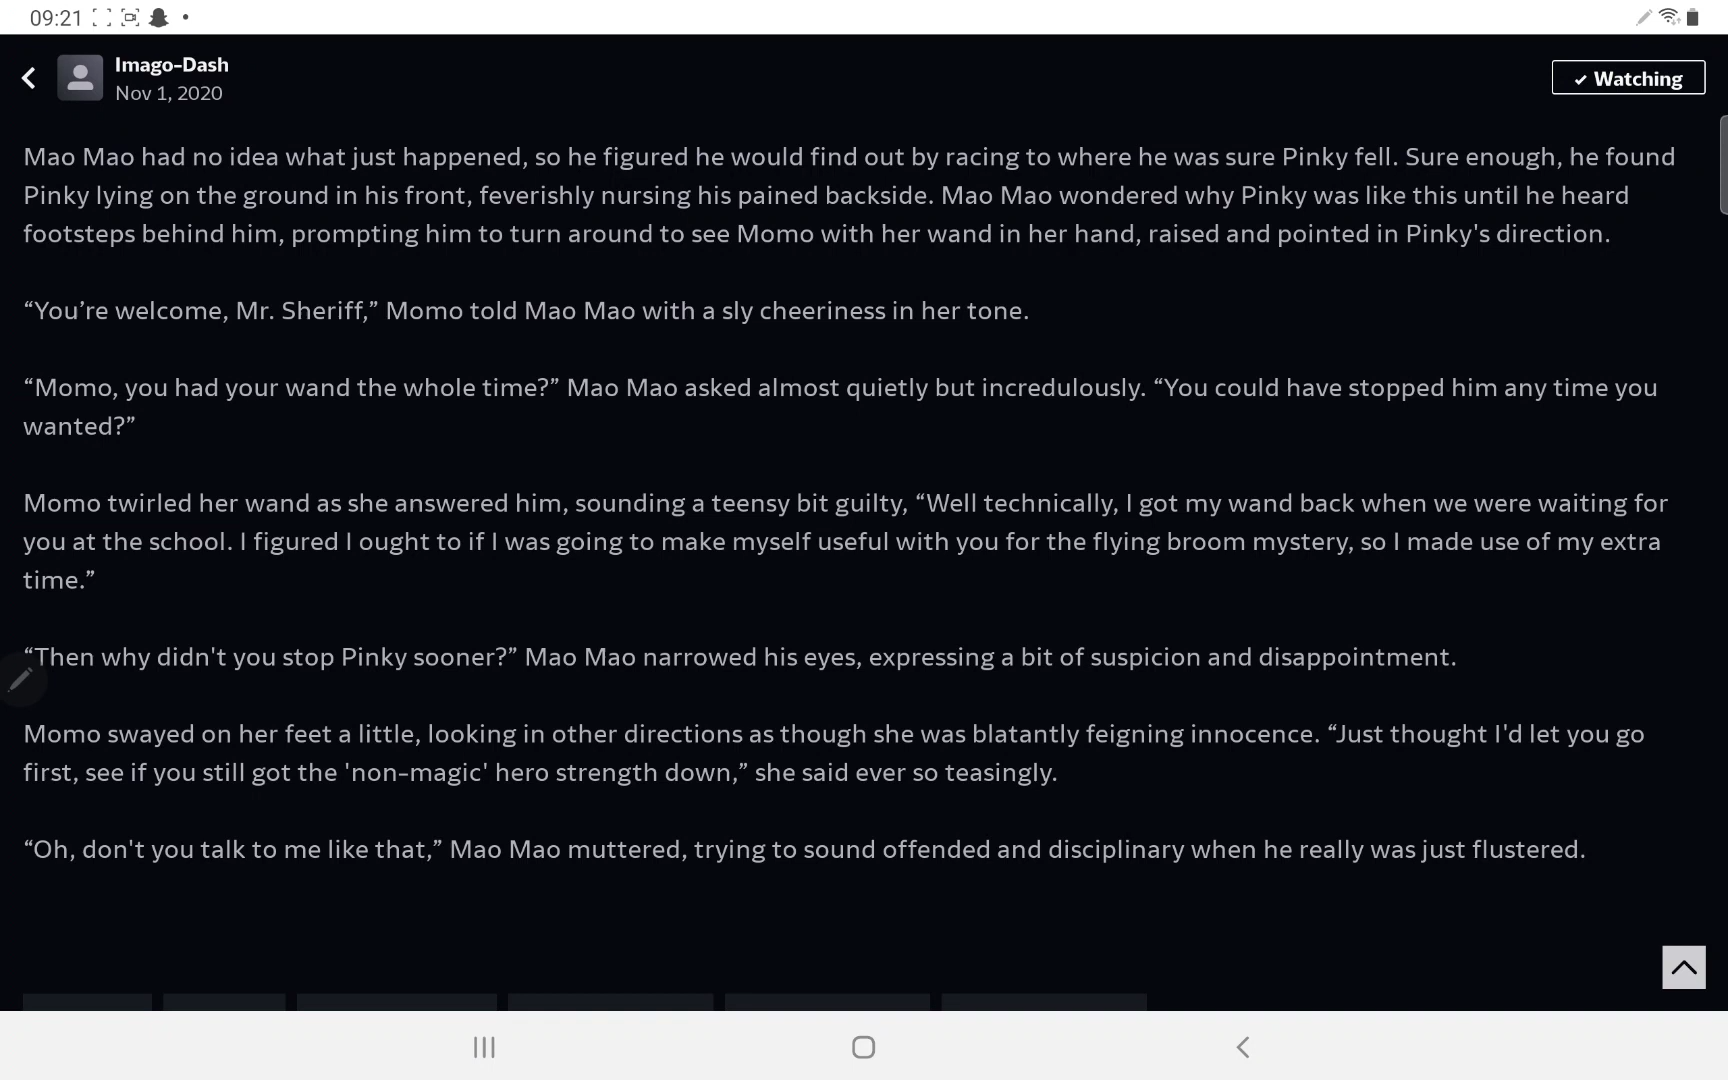 09:21
Imago-Dash
Nov 1, 2020
Watching
Mao Mao had no idea what just happened, so he figured he would find out by racing to where he was sure Pinky fell. Sure enough, he found
Pinky lying on the ground in his front, feverishly nursing his pained backside. Mao Mao wondered why Pinky was like this until he heard
footsteps behind him, prompting him to turn around to see Momo with her wand in her hand, raised and pointed in Pinky's direction.
“You’re welcome, Mr. Sheriff,” Momo told Mao Mao with a sly cheeriness in her tone.
“Momo, you had your wand the whole time?” Mao Mao asked almost quietly but incredulously. “You could have stopped him any time you
wanted?”
Momo twirled her wand as she answered him, sounding a teensy bit guilty, “Well technically, I got my wand back when we were waiting for
you at the school. I figured I ought to if I was going to make myself useful with you for the flying broom mystery, so I made use of my extra
time.”
“Then why didn't you stop Pinky sooner?” Mao Mao narrowed his eyes, expressing a bit of suspicion and disappointment.
Momo swayed on her feet a little, looking in other directions as though she was blatantly feigning innocence. “Just thought I'd let you go
first, see if you still got the 'non-magic' hero strength down,” she said ever so teasingly.
“Oh, don't you talk to me like that,” Mao Mao muttered, trying to sound offended and disciplinary when he really was just flustered.